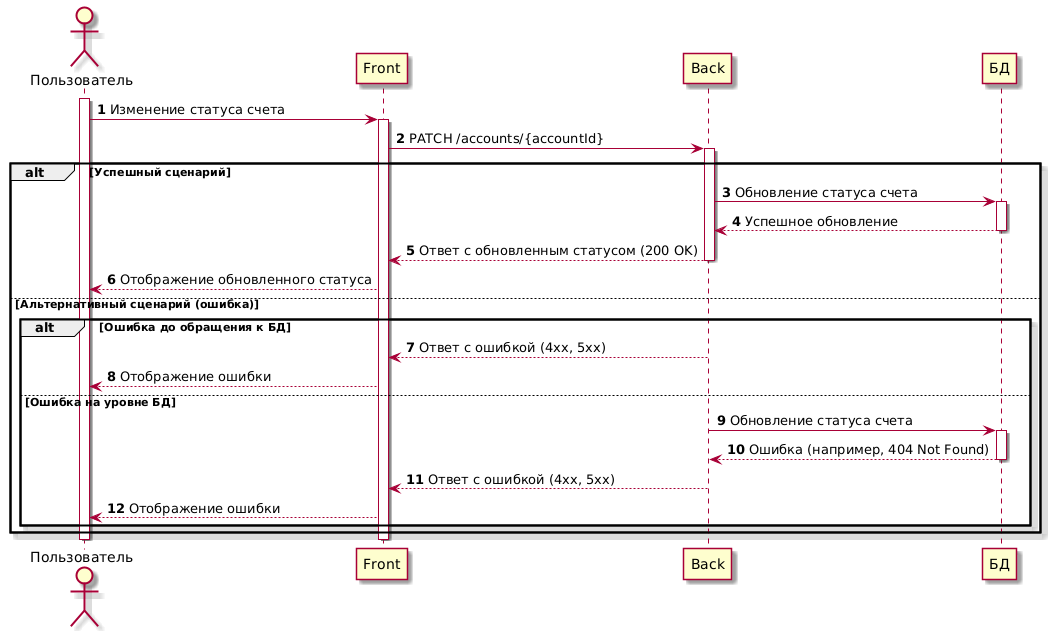 Пользователь
Front
Back
БД
1 Изменение статуса счета
2 PATCH /accounts/{accountId}
alt [Успешный сценарий]
3 Обновление статуса счета
4 Успешное обновление
5 Ответ с обновленным статусом (200 OK)
6 Отображение обновленного статуса
[Альтернативный сценарий (ошибка)]
alt [Ошибка до обращения к БД]
7 Ответ с ошибкой (4xx, 5xx)
8 Отображение ошибки
[Ошибка на уровне БД]
9 Обновление статуса счета
10 Ошибка (например, 404 Not Found)
11 Ответ с ошибкой (4xx, 5xx)
12 Отображение ошибки
Пользователь
Front
Back
БД